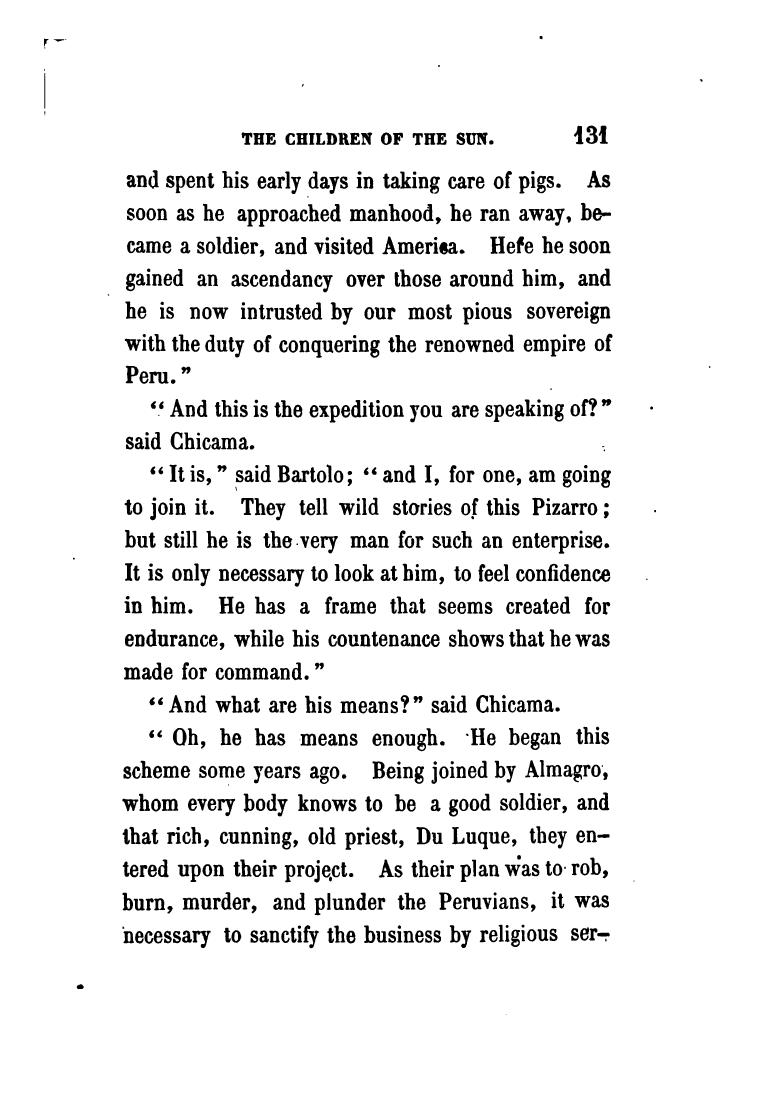 THE CHILDREN OF THE SUN. 131
and spent his early days in taking care of pigs. As
soon as he approached manhood, he ran away, be-
came a soldier, and visited America. Hefe he soon
gained an ascendancy over those around him, and
he is now intrusted by our most pious sovereign
with the duty of conquering the renowned empire of
Peru."
"And this is the expedition you are speaking of?"
said Chicama.
"It is," said Bartolo; "and I, for one, am going
to join it. They tell wild stories of this Pizarro;
but still he is the very man for such an enterprise.
It is only necessary to look at him, to feel confidence
in him. He has a frame that seems created for
endurance, while his countenance shows that he was
made for command."
"And what are his means?" said Chicama.
"Oh, he has means enough. He began this
scheme some years ago. Being joined by Almagro,
whom every body knows to be a good soldier, and
that rich, cunning, old priest, Du Luque, they en-
tered upon their project. As their plan was to rob,
burn, murder, and plunder the Peruvians, it was
necessary to sanctify the business by religious ser-